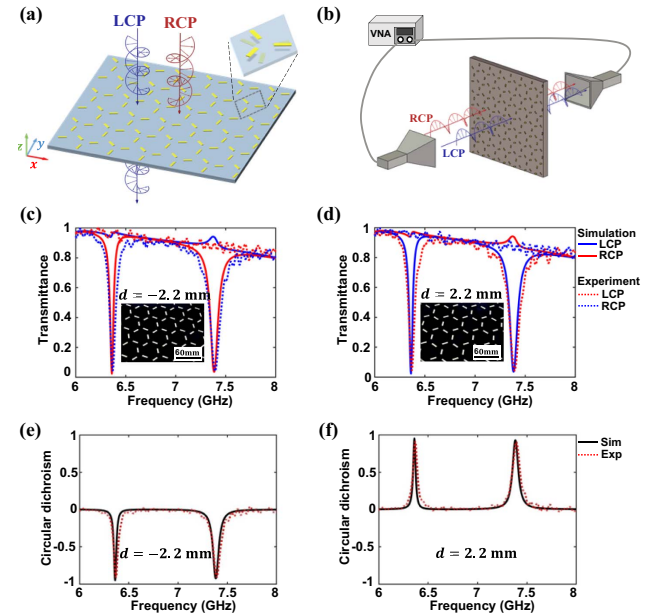 (a)
LCP
RCP
z
y
x
(b)
VNA
RCP
LCP
(c)
Transmittance
1
0.8
0.6
0.4
0.2
0
d = −2.2 mm
60mm
6
6.5
7
7.5
8
Frequency (GHz)
(d)
Transmittance
1.0
0.8
0.6
0.4
0.2
0
d = 2.2 mm
60mm
6
6.5
7
7.5
8
Frequency (GHz)
Simulation
LCP
RCP
Experiment
LCP
RCP
(e)
Circular dichroism
1
0.5
0
-0.5
-1
d = −2.2 mm
6
6.5
7
7.5
8
Frequency (GHz)
(f)
Circular dichroism
1
0.5
0
-0.5
-1
d = 2.2 mm
6
6.5
7
7.5
8
Frequency (GHz)
Sim
Exp